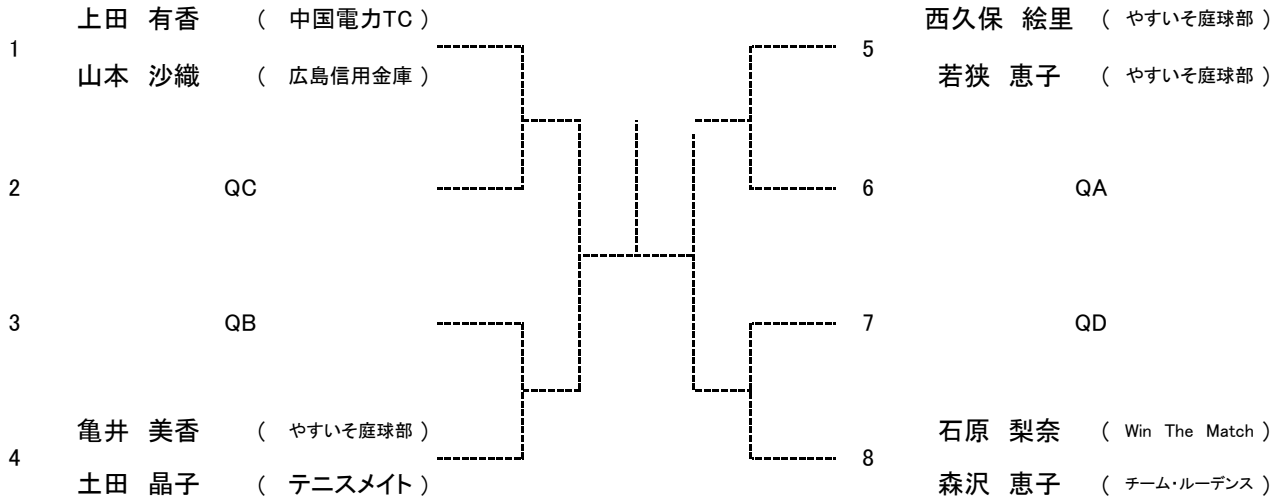 上田 有香 ( 中国電力TC )
1
山本 沙織 ( 広島信用金庫 )
2 QC
3 QB
亀井 美香 ( やすいそ庭球部 )
4
土田 晶子 ( テニスメイト )
西久保 絵里 ( やすいそ庭球部 )
5
若狭 恵子 ( やすいそ庭球部 )
6 QA
7 QD
石原 梨奈 ( Win The Match )
8
森沢 恵子 ( チーム・ルーデンス )